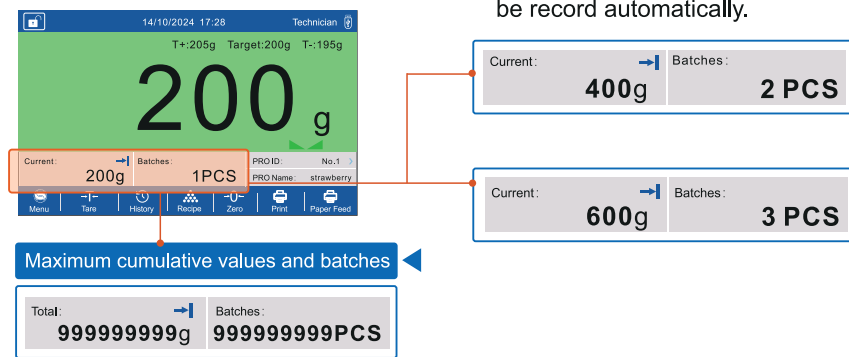 be record automatically.
14/10/2024 17:28 Technician
T+:205g Target:200g T-:195g
200 g
Current: Batches: PRO ID: No.1
200g 1PCS PRO Name: strawberry
Menu Tare History Recipe Zero Print Paper Feed
Current: Batches:
400g 2 PCS
Current: Batches:
600g 3 PCS
Maximum cumulative values and batches
Total: Batches:
999999999g 999999999PCS